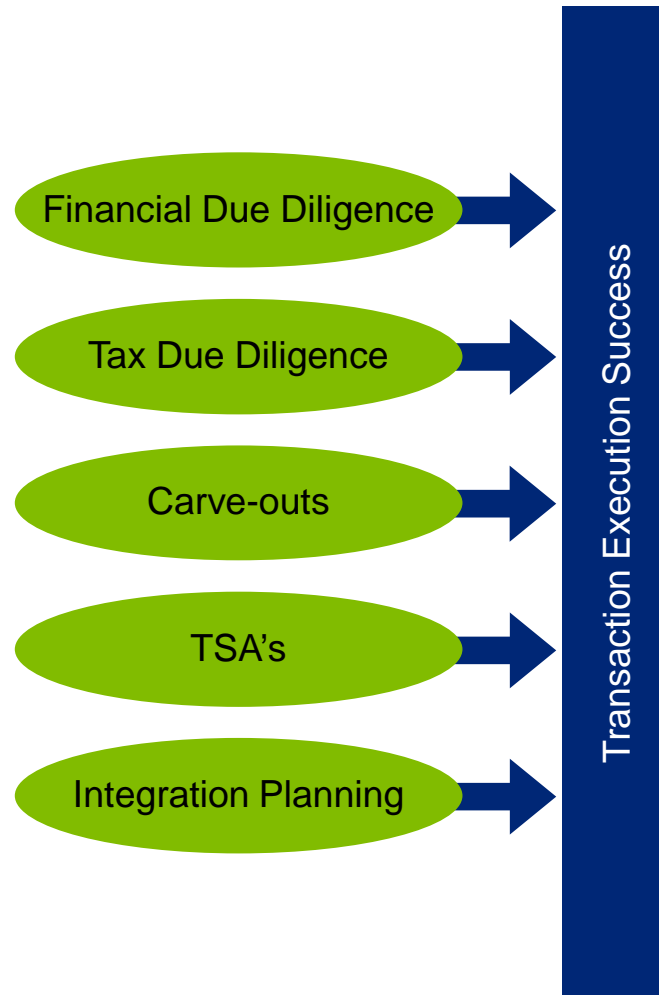 Financial Due Diligence
Tax Due Diligence
Carve-outs
TSA’s
Integration Planning
Transaction Execution Success